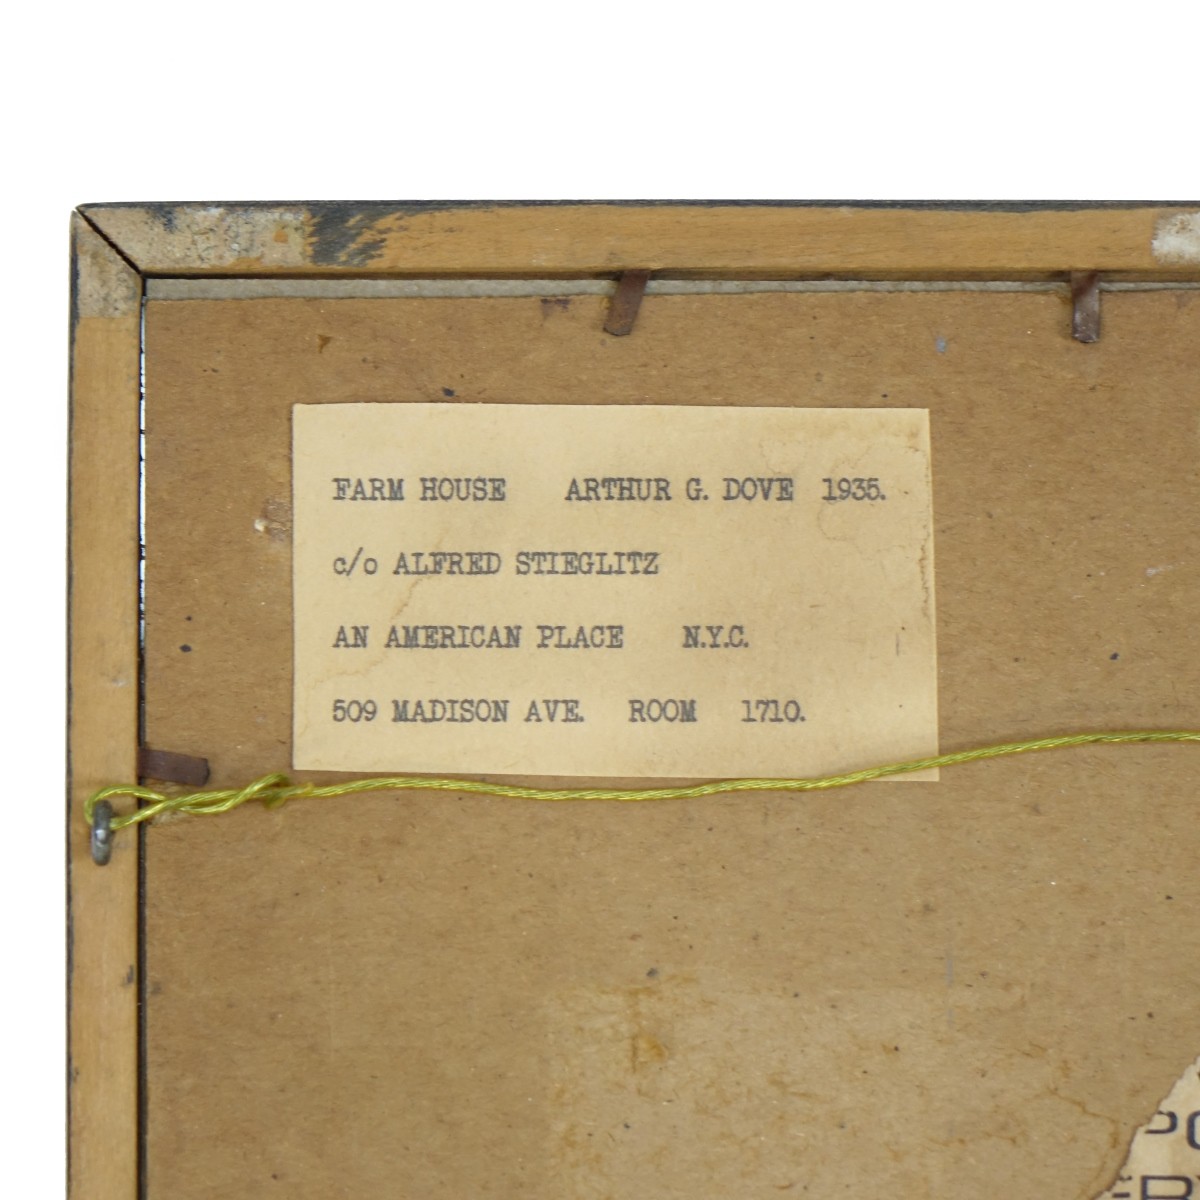 FARM HOUSE ARTHUR G. DOVE 1935.
c/o ALFRED STIEGLITZ
AN AMERICAN PLACE N.Y.C.
509 MADISON AVE. ROOM 1710.